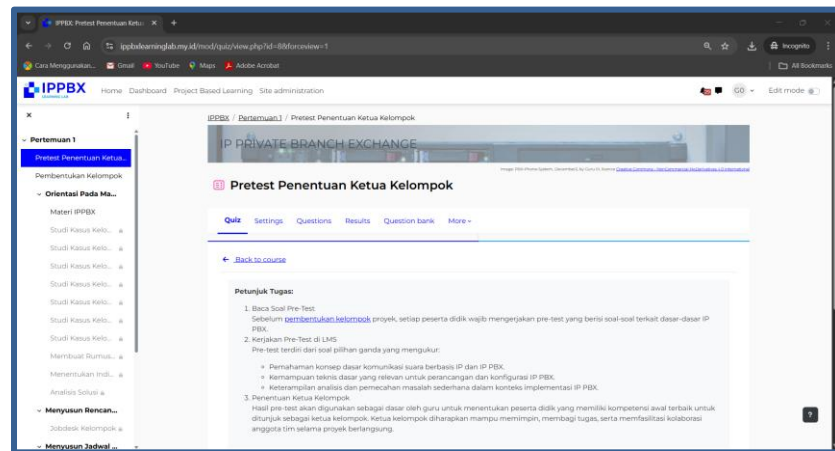 IPPBX: Pretest Penentuan Ketu
ippbxlearninglab.my.id/mod/quiz/view.php?id=88&forceview=1
Incognito
Cara Menggunakan...
Gmail
YouTube
Maps
Adobe Acrobat
All Bookmarks
IPPBX
LEARNING LAB
Home
Dashboard
Project Based Learning
Site administration
GO
Edit mode
Pertemuan 1
Pretest Penentuan Ketua...
Pembentukan Kelompok
Orientasi Pada Ma...
Materi IPPBX
Studi Kasus Kelo...
Studi Kasus Kelo...
Studi Kasus Kelo...
Studi Kasus Kelo...
Studi Kasus Kelo...
Studi Kasus Kelo...
Studi Kasus Kelo...
Membuat Rumus...
Menentukan Indi...
Analisis Solusi
Menyusun Rencan...
Jobdesk Kelompok
Menyusun Jadwal ...
IPPBX / Pertemuan 1 / Pretest Penentuan Ketua Kelompok
IP PRIVATE BRANCH EXCHANGE
Pretest Penentuan Ketua Kelompok
Quiz
Settings
Questions
Results
Question bank
More
Back to course
Petunjuk Tugas:
1. Baca Soal Pre-Test
Sebelum pembentukan kelompok proyek, setiap peserta didik wajib mengerjakan pre-test yang berisi soal-soal terkait dasar-dasar IP
PBX.
2. Kerjakan Pre-Test di LMS
Pre-test terdiri dari soal pilihan ganda yang mengukur:
Pemahaman konsep dasar komunikasi suara berbasis IP dan IP PBX.
Kemampuan teknis dasar yang relevan untuk perancangan dan konfigurasi IP PBX.
Keterampilan analisis dan pemecahan masalah sederhana dalam konteks implementasi IP PBX.
3. Penentuan Ketua Kelompok
Hasil pre-test akan digunakan sebagai dasar oleh guru untuk menentukan peserta didik yang memiliki kompetensi awal terbaik untuk
ditunjuk sebagai ketua kelompok. Ketua kelompok diharapkan mampu memimpin, membagi tugas, serta memfasilitasi kolaborasi
anggota tim selama proyek berlangsung.
?